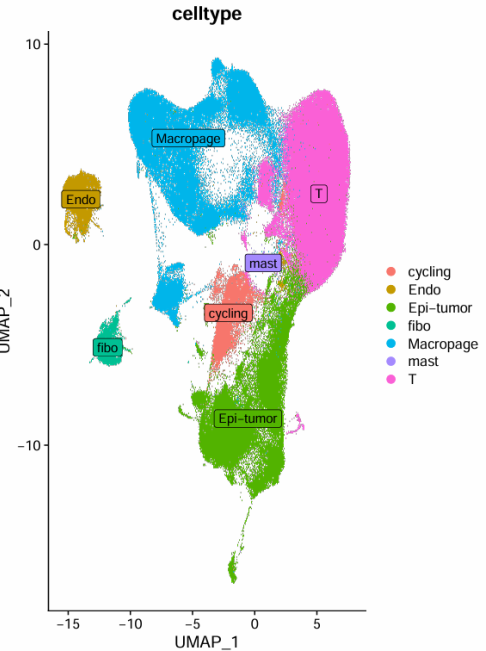 celltype
10
0
−10
UMAP_2
Macropage
Endo
T
mast
cycling
fibo
Epi−tumor
−15
−10
−5
0
5
UMAP_1
cycling
Endo
Epi−tumor
fibo
Macropage
mast
T